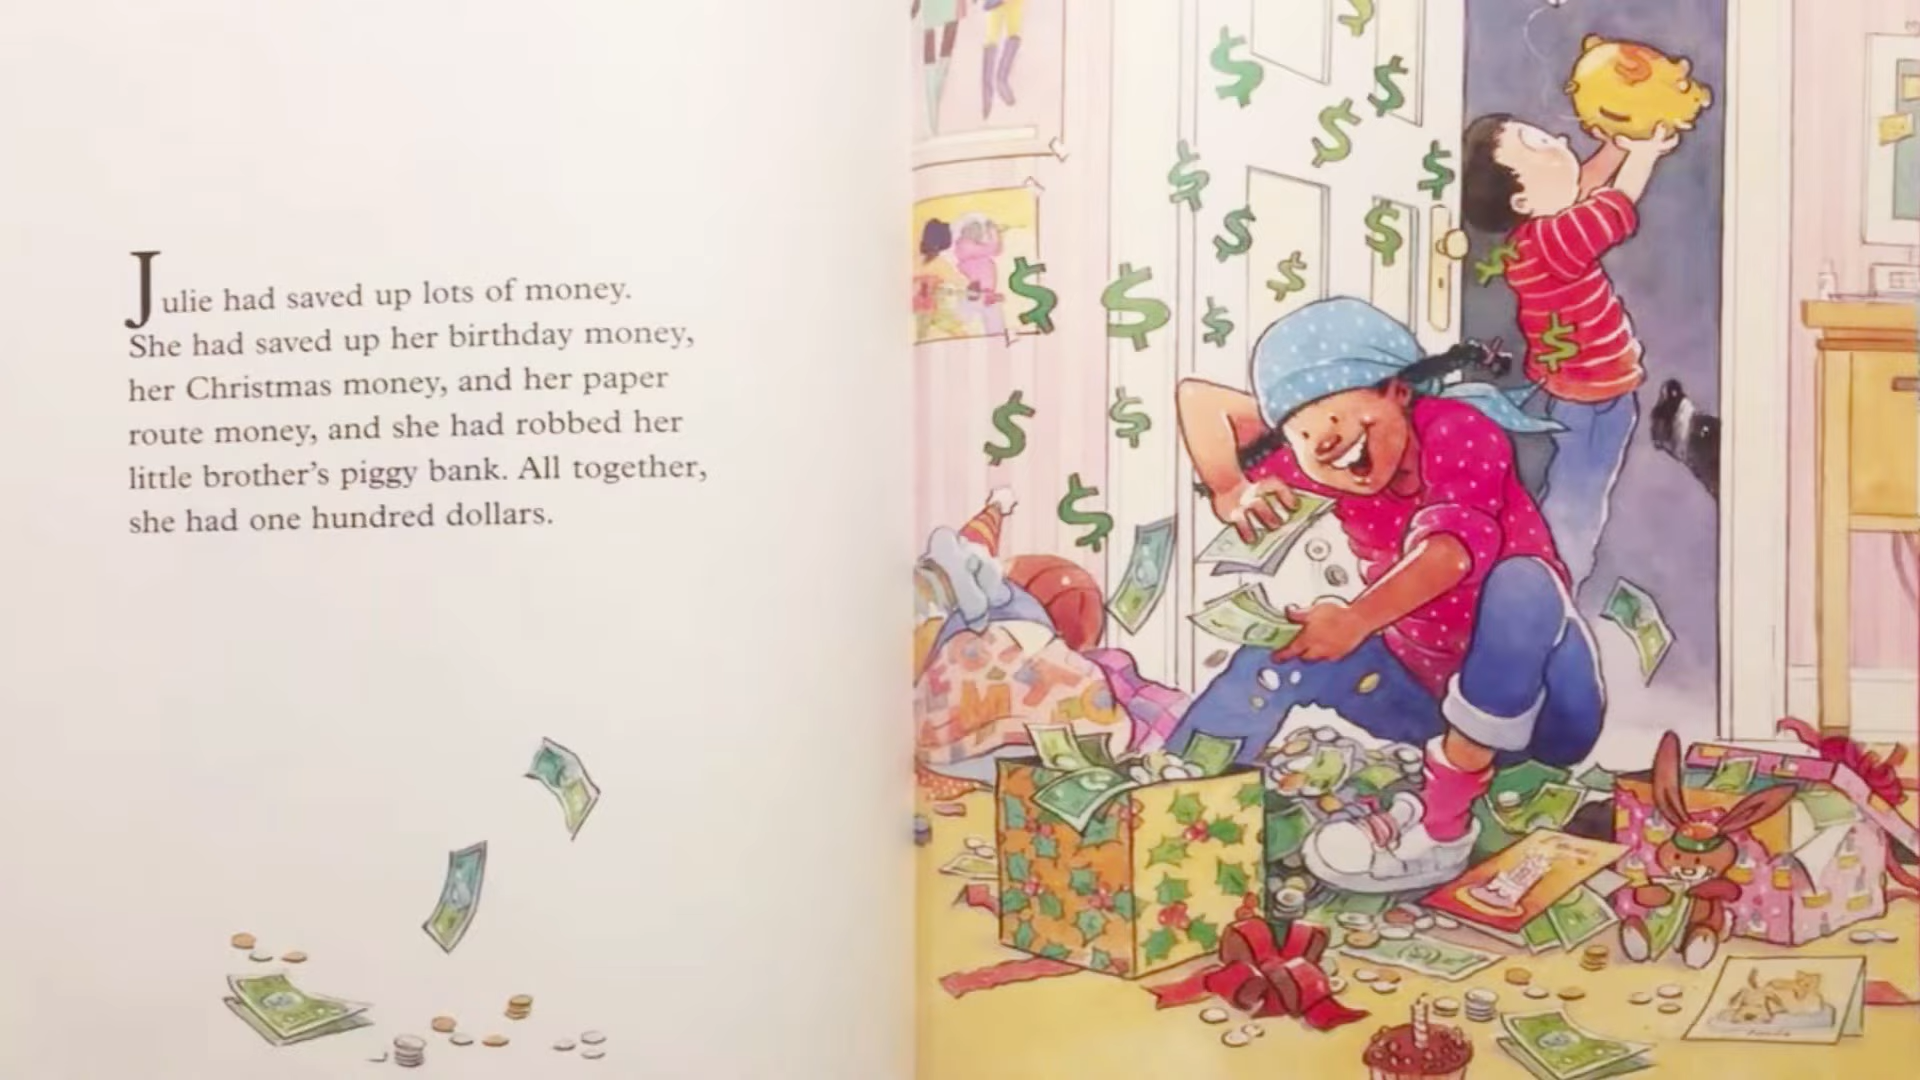 Julie had saved up lots of money.
She had saved up her birthday money,
her Christmas money, and her paper
route money, and she had robbed her
little brother's piggy bank. All together,
she had one hundred dollars.